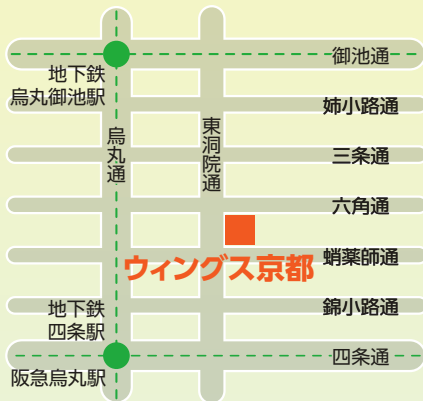 御池通
地下鉄
烏丸御池駅
姉小路通
烏丸通
東洞院通
三条通
六角通
ウィングス京都
蛸薬師通
地下鉄
四条駅
錦小路通
四条通
阪急烏丸駅